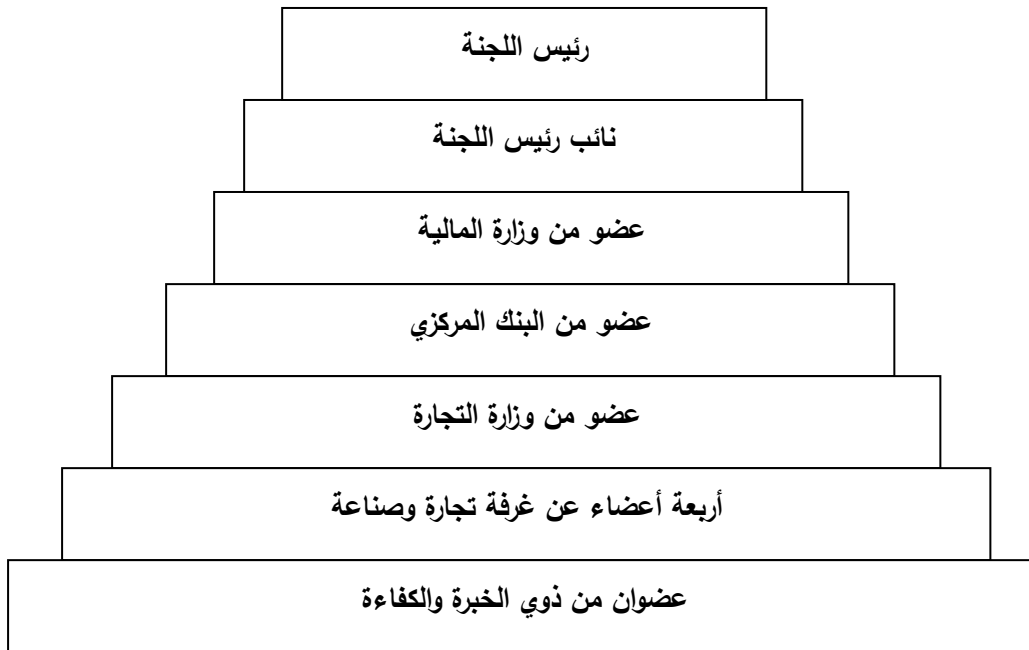 رئيس اللجنة
نائب رئيس اللجنة
عضو من وزارة المالية
عضو من البنك المركزي
عضو من وزارة التجارة
أربعة أعضاء عن غرفة تجارة وصناعة
عضوان من ذوي الخبرة والكفاءة